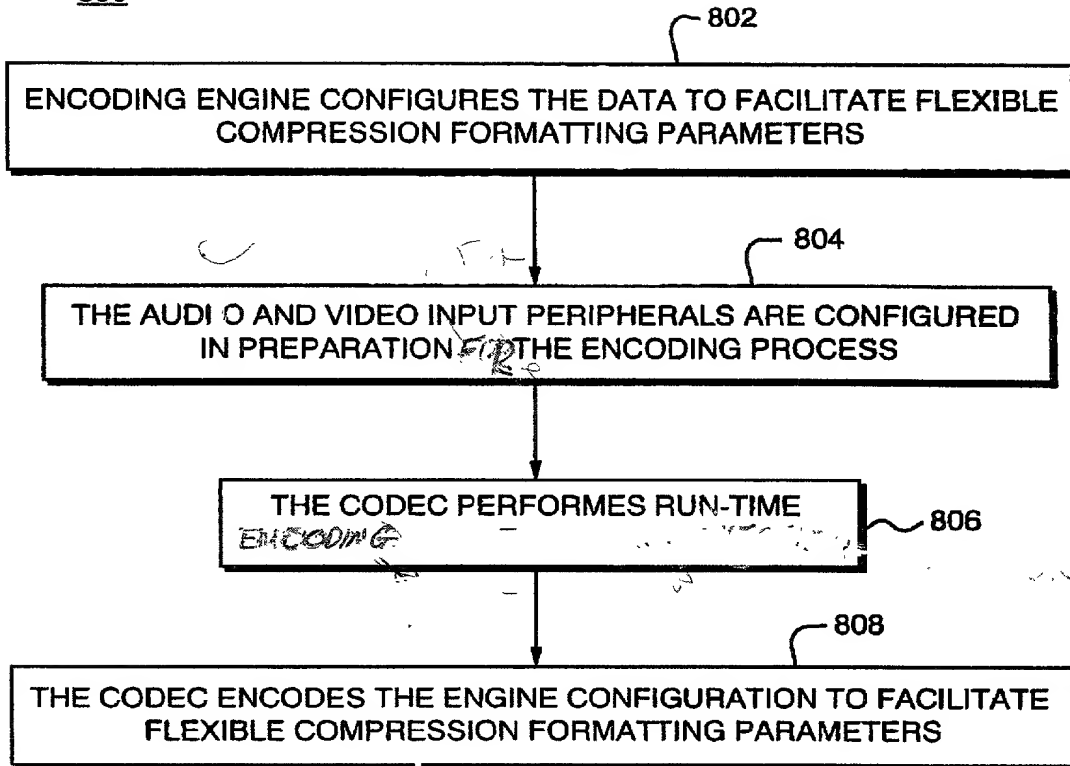 802
ENCODING ENGINE CONFIGURES THE DATA TO FACILITATE FLEXIBLE
COMPRESSION FORMATTING PARAMETERS
804
THE AUDIO AND VIDEO INPUT PERIPHERALS ARE CONFIGURED
IN PREPARATION FOR THE ENCODING PROCESS
THE CODEC PERFORMES RUN-TIME
ENCODING
806
808
THE CODEC ENCODES THE ENGINE CONFIGURATION TO FACILITATE
FLEXIBLE COMPRESSION FORMATTING PARAMETERS